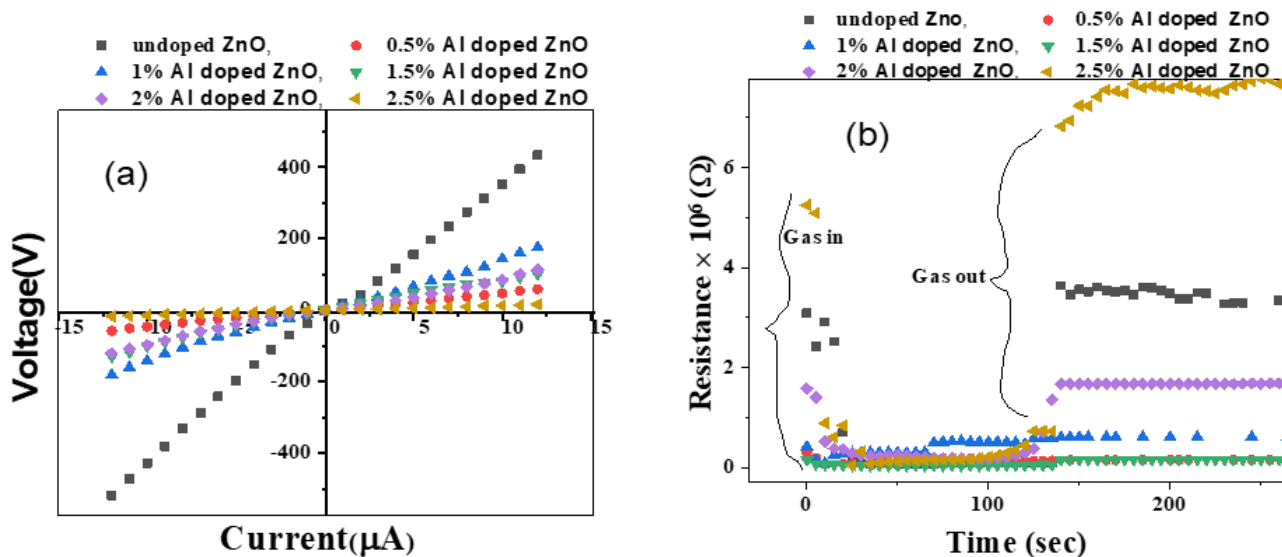 undoped ZnO, 0.5% Al doped ZnO
1% Al doped ZnO, 1.5% Al doped ZnO
2% Al doped ZnO, 2.5% Al doped ZnO
(a)
Voltage(V)
400
200
0
-200
-400
-15
0
5
10
15
Current(μA)
undoped Zno, 0.5% Al doped ZnO
1% Al doped ZnO, 1.5% Al doped ZnO
2% Al doped ZnO, 2.5% Al doped ZnO
(b)
Gas in
Gas out
Resistance × 10⁶ (Ω)
6
4
2
0
0
100
200
Time (sec)